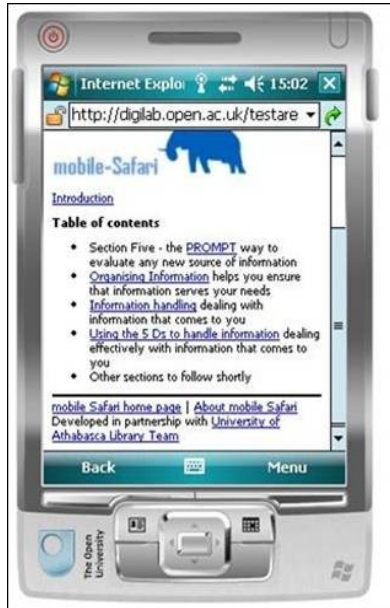 Internet Explo 15:02
http://digilab.open.ac.uk/testare
mobile-Safari
Introduction
Table of contents
Section Five - the PROMPT way to
evaluate any new source of information
Organising Information helps you ensure
that information serves your needs
Information handling dealing with
information that comes to you
Using the 5 Ds to handle information dealing
effectively with information that comes to
you
Other sections to follow shortly
mobile Safari home page | About mobile Safari
Developed in partnership with University of
Athabasca Library Team
Back Menu
The Open
University